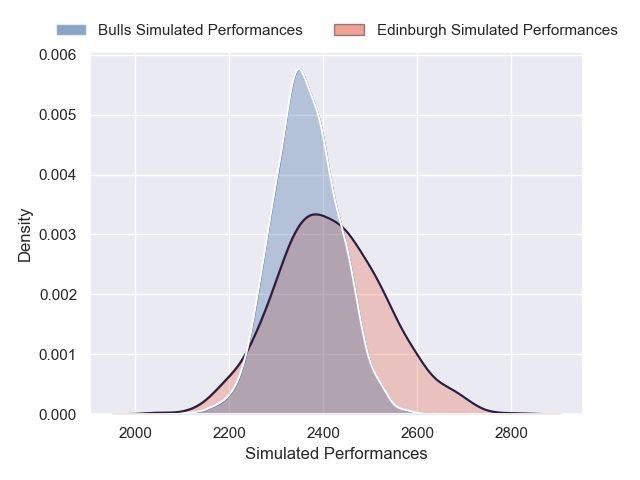 Bulls Simulated Performances Edinburgh Simulated Performances
0.006
0.005
0.004
0.003
0.002
0.001
0.000
Density
2000 2200 2400 2600 2800
Simulated Performances